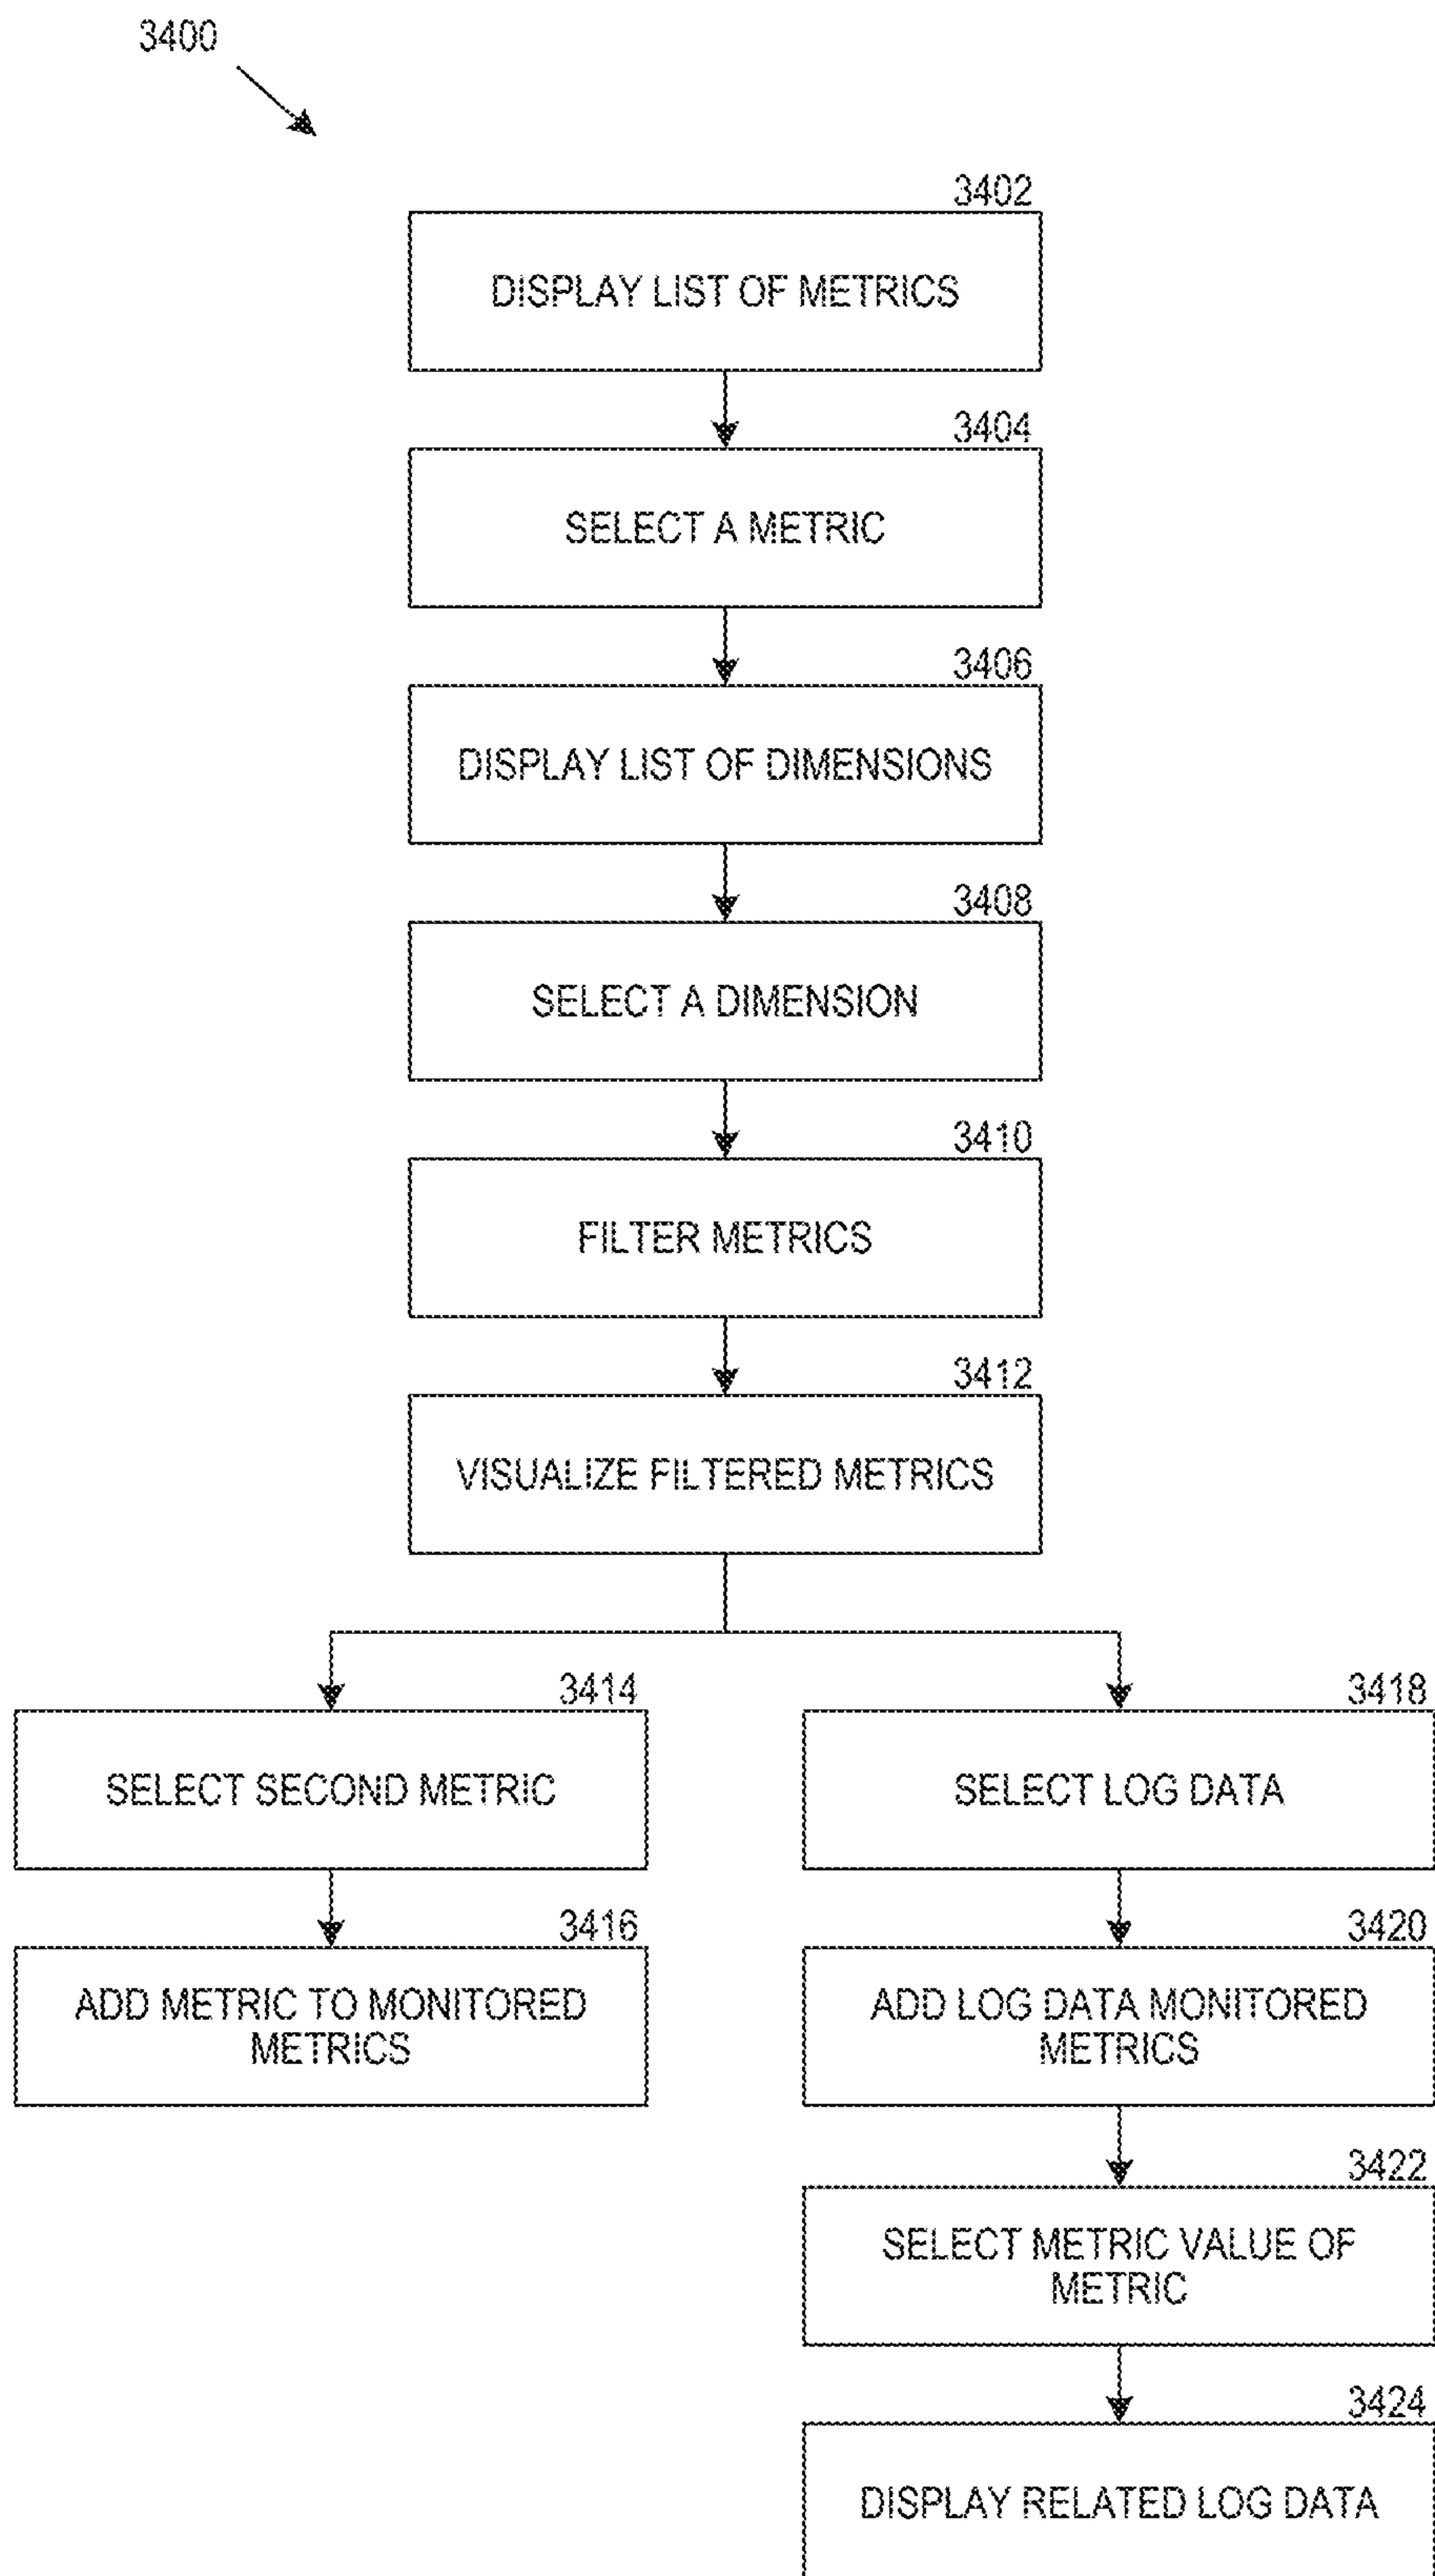 3400
3402
DISPLAY LIST OF METRICS
3404
SELECT A METRIC
3406
DISPLAY LIST OF DIMENSIONS
3408
SELECT A DIMENSION
3410
FILTER METRICS
3412
VISUALIZE FILTERED METRICS
3414
SELECT SECOND METRIC
3416
ADD METRIC TO MONITORED
METRICS
3418
SELECT LOG DATA
3420
ADD LOG DATA MONITORED
METRICS
3422
SELECT METRIC VALUE OF
METRIC
3424
DISPLAY RELATED LOG DATA